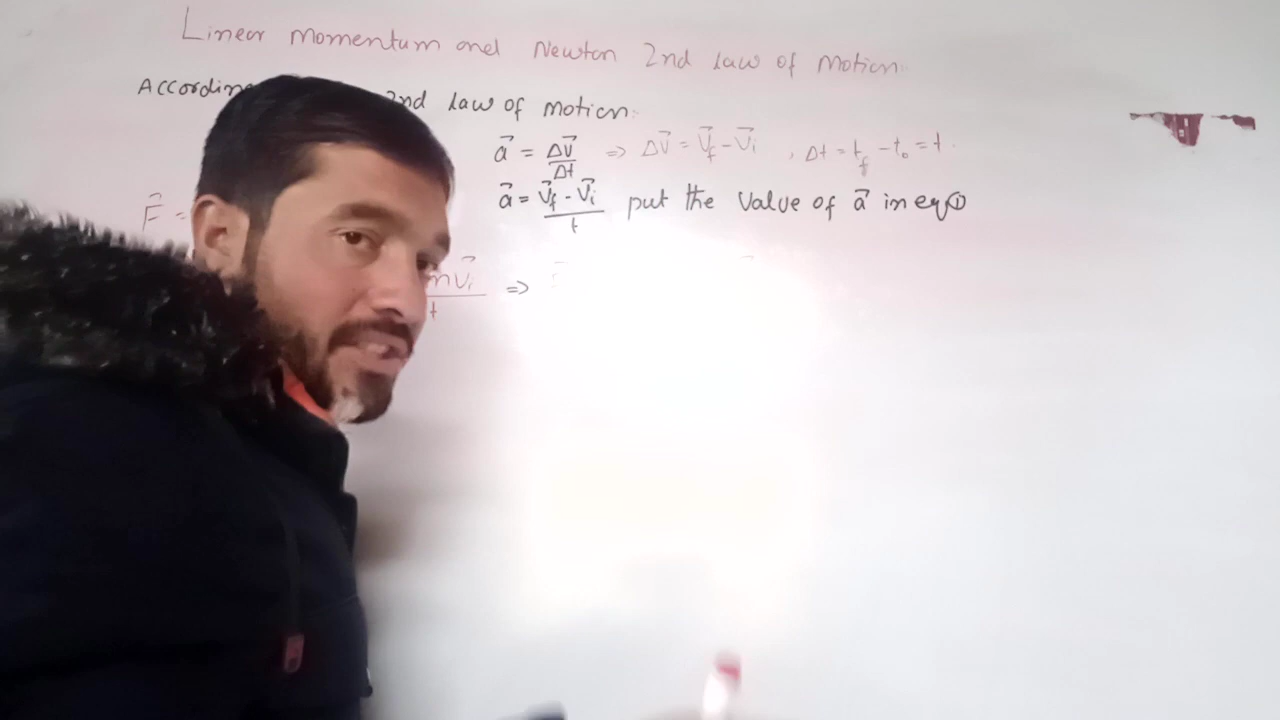 Linear momentum and Newton 2nd Law of Motion.
According 2nd Law of motion:
a⃗ = Δv⃗/Δt ⇒ Δv⃗ = v⃗f - v⃗i , Δt = tf - to = t .
F⃗ = a⃗ = v⃗f - v⃗i/t put the value of a⃗ in eq①
mv⃗i/t ⇒